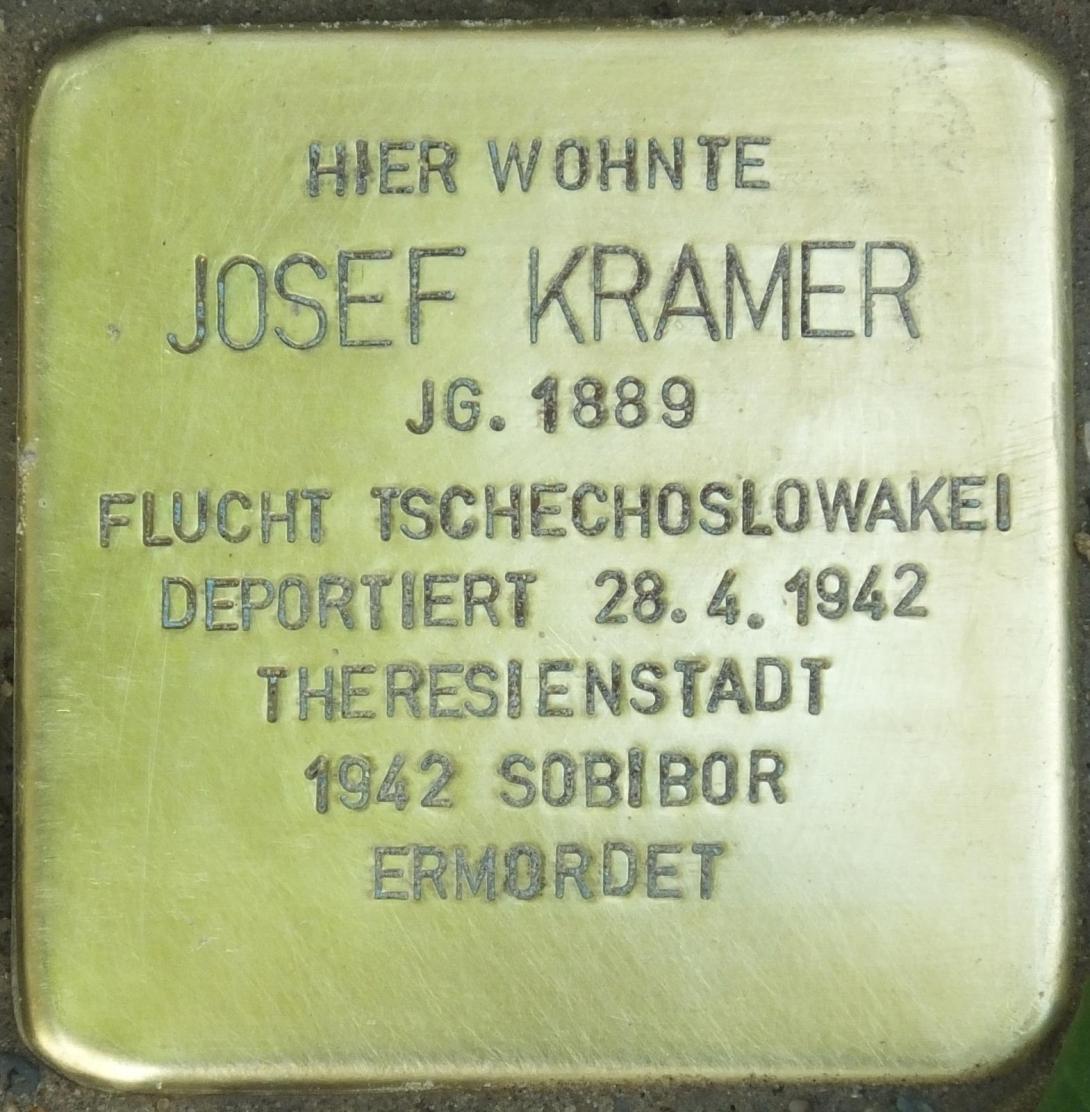 HIER WOHNTE
JOSEF KRAMER
JG. 1889
FLUCHT TSCHECHOSLOWAKEI
DEPORTIERT 28.4.1942
THERESIENSTADT
1942 SOBIBOR
ERMORDET